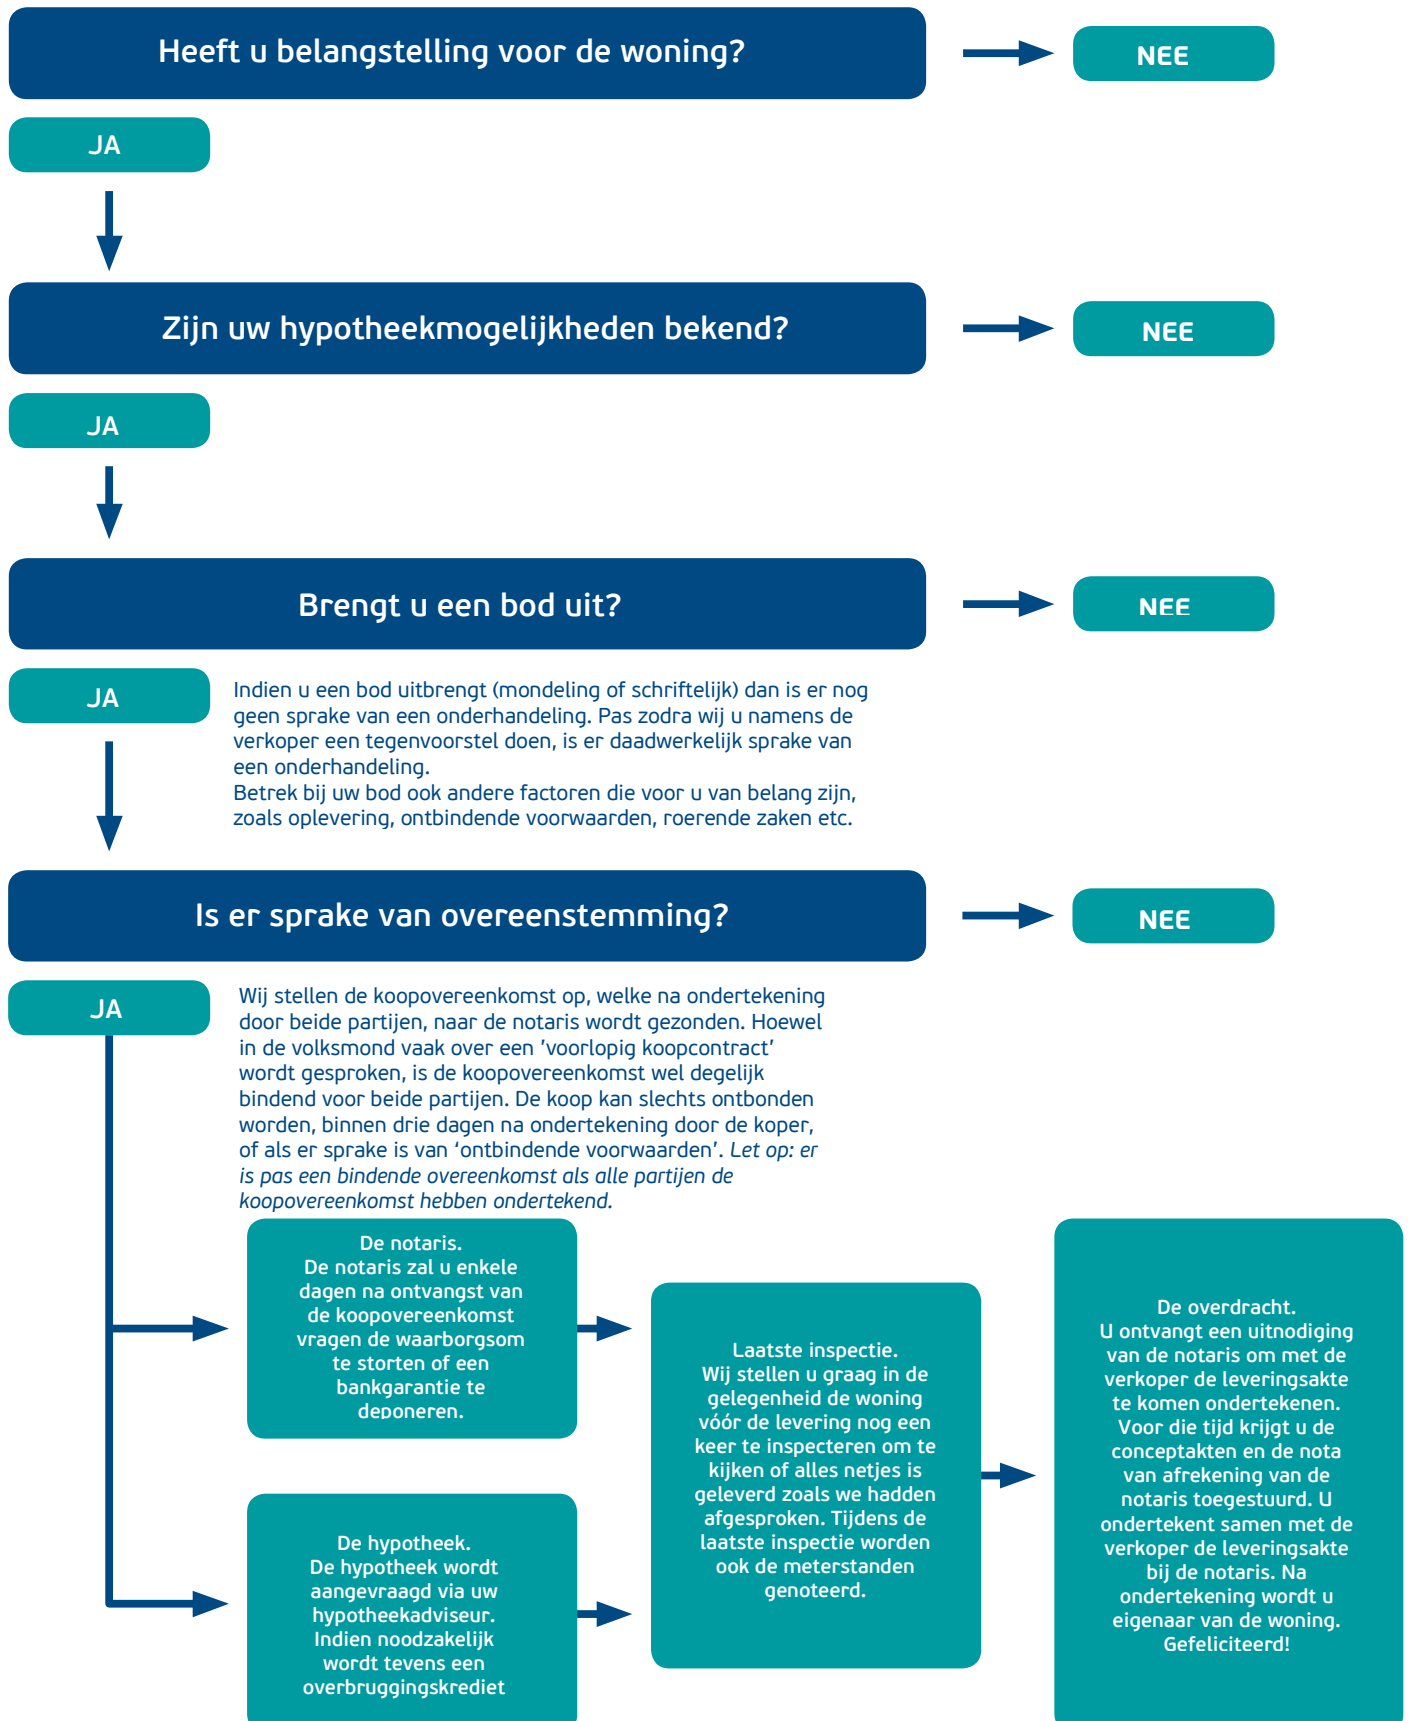 Heeft u belangstelling voor de woning?
NEE
JA
Zijn uw hypotheekmogelijkheden bekend?
NEE
JA
Brengt u een bod uit?
NEE
JA
Indien u een bod uitbrengt (mondeling of schriftelijk) dan is er nog
geen sprake van een onderhandeling. Pas zodra wij u namens de
verkoper een tegenvoorstel doen, is er daadwerkelijk sprake van
een onderhandeling.
Betrek bij uw bod ook andere factoren die voor u van belang zijn,
zoals oplevering, ontbindende voorwaarden, roerende zaken etc.
Is er sprake van overeenstemming?
NEE
JA
Wij stellen de koopovereenkomst op, welke na ondertekening
door beide partijen, naar de notaris wordt gezonden. Hoewel
in de volksmond vaak over een ’voorlopig koopcontract’
wordt gesproken, is de koopovereenkomst wel degelijk
bindend voor beide partijen. De koop kan slechts ontbonden
worden, binnen drie dagen na ondertekening door de koper,
of als er sprake is van ‘ontbindende voorwaarden’. Let op: er
is pas een bindende overeenkomst als alle partijen de
koopovereenkomst hebben ondertekend.
De notaris.
De notaris zal u enkele
dagen na ontvangst van
de koopovereenkomst
vragen de waarborgsom
te storten of een
bankgarantie te
deponeren.
De hypotheek.
De hypotheek wordt
aangevraagd via uw
hypotheekadviseur.
Indien noodzakelijk
wordt tevens een
overbruggingskrediet
Laatste inspectie.
Wij stellen u graag in de
gelegenheid de woning
vóór de levering nog een
keer te inspecteren om te
kijken of alles netjes is
geleverd zoals we hadden
afgesproken. Tijdens de
laatste inspectie worden
ook de meterstanden
genoteerd.
De overdracht.
U ontvangt een uitnodiging
van de notaris om met de
verkoper de leveringsakte
te komen ondertekenen.
Voor die tijd krijgt u de
conceptakten en de nota
van afrekening van de
notaris toegestuurd. U
ondertekent samen met de
verkoper de leveringsakte
bij de notaris. Na
ondertekening wordt u
eigenaar van de woning.
Gefeliciteerd!